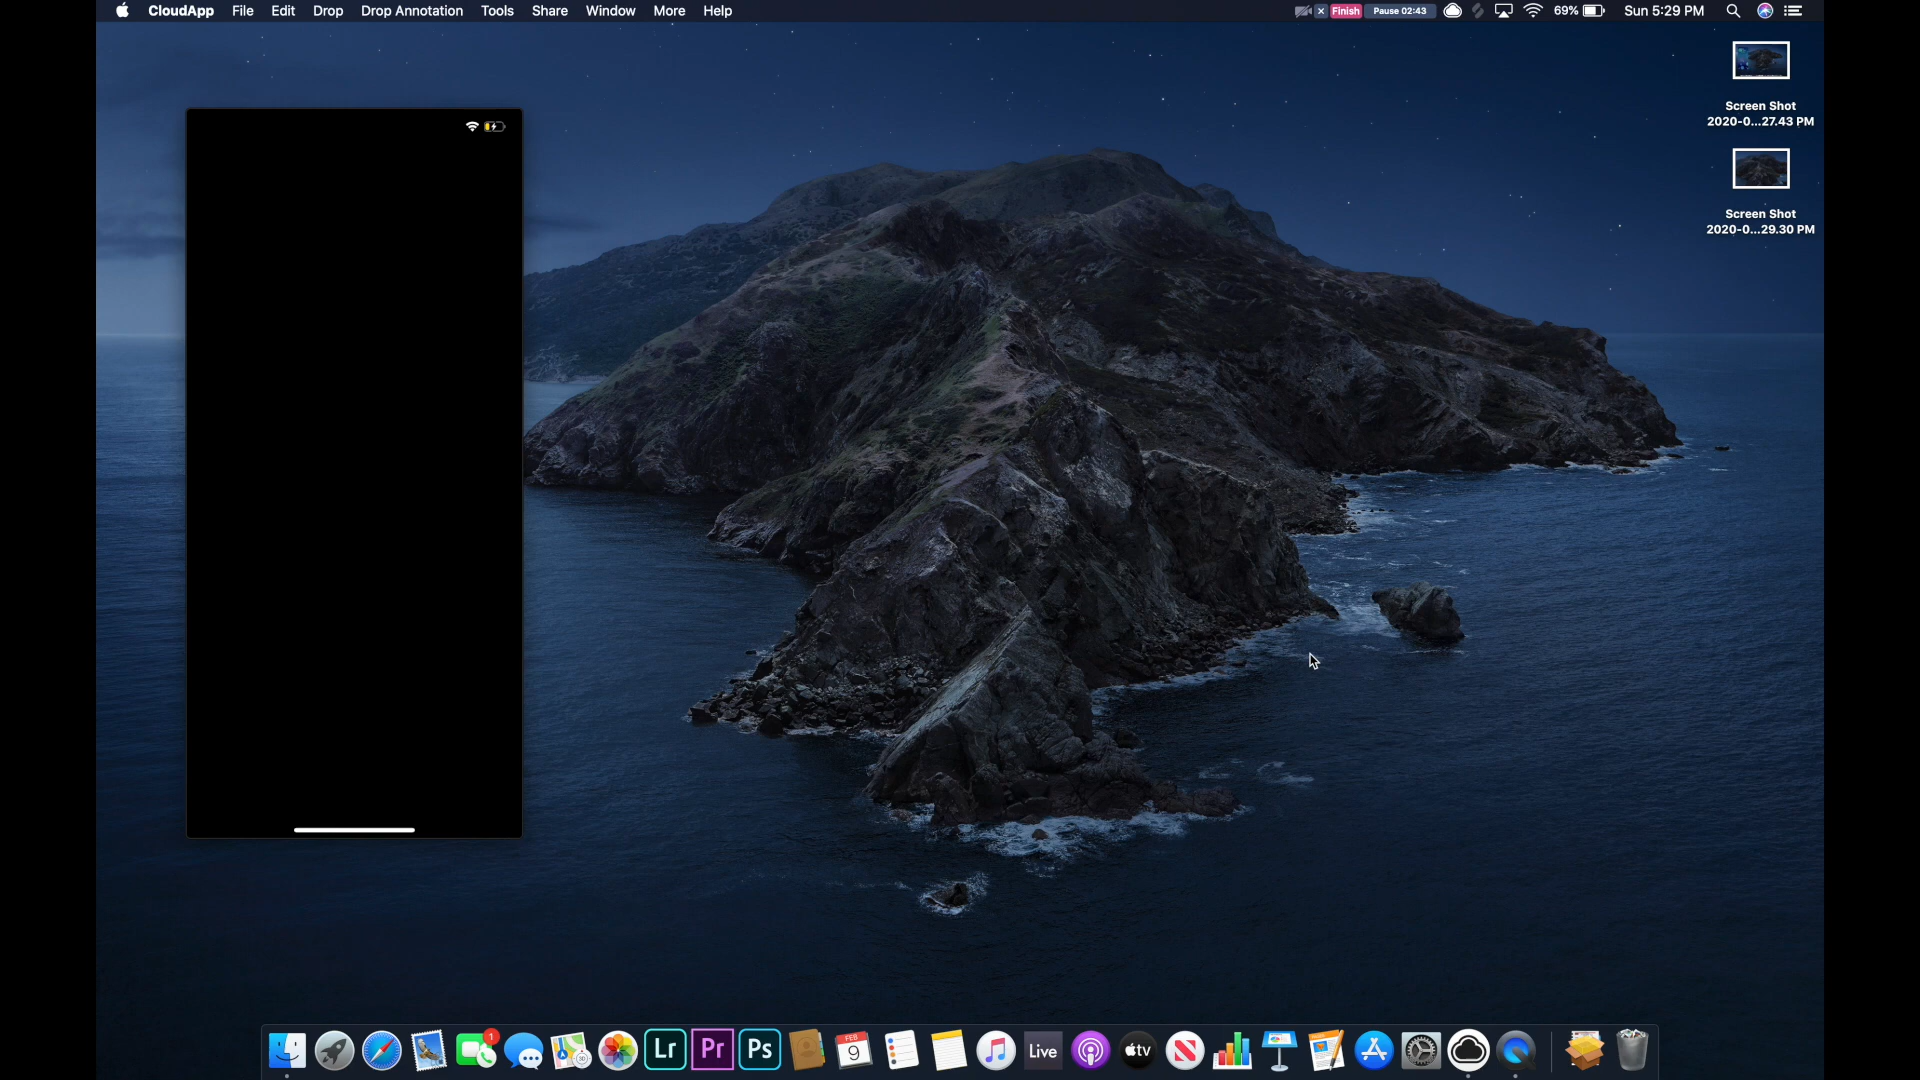 CloudApp File Edit Drop Drop Annotation Tools Share Window More Help Finish Pause 02:43 69% Sun 5:29 PM
Screen Shot
2020-0...27.43 PM
Screen Shot
2020-0...29.30 PM
1
Lr
Pr
Ps
FEB
9
Live
tv